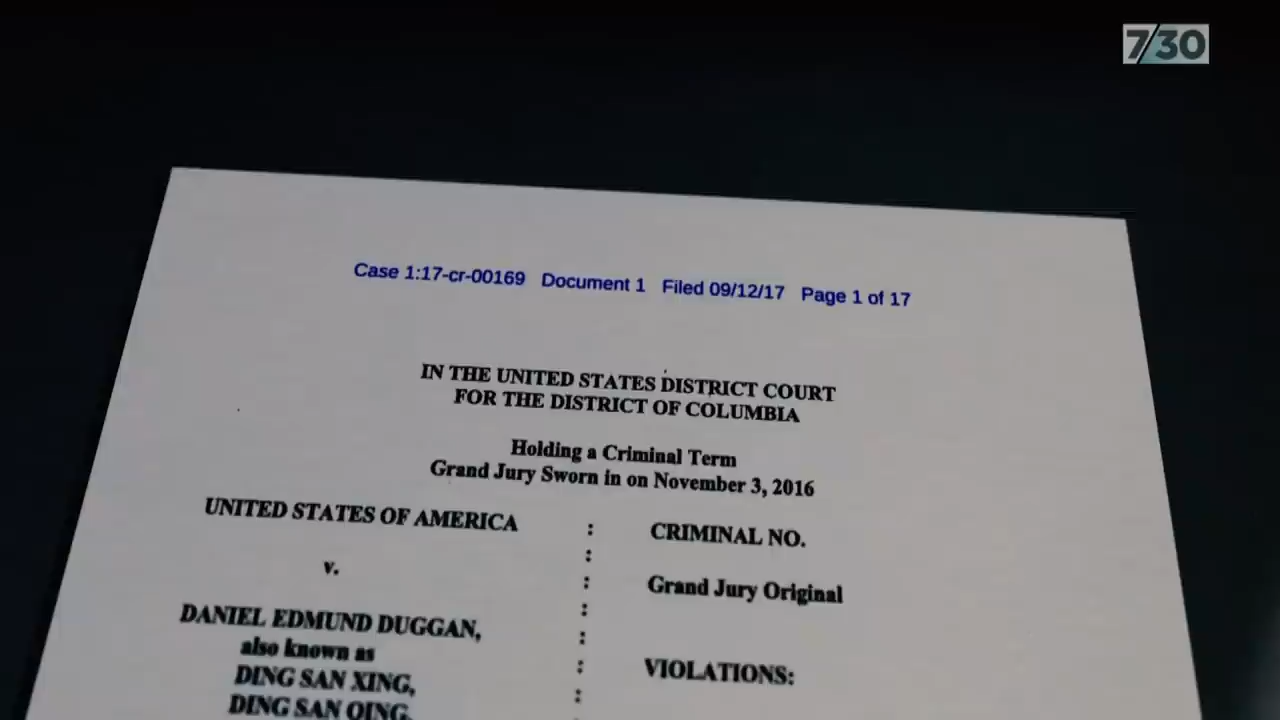 7/30
Case 1:17-cr-00169 Document 1 Filed 09/12/17 Page 1 of 17
IN THE UNITED STATES DISTRICT COURT
FOR THE DISTRICT OF COLUMBIA
Holding a Criminal Term
Grand Jury Sworn in on November 3, 2016
UNITED STATES OF AMERICA : CRIMINAL NO.
:
v. : Grand Jury Original
:
DANIEL EDMUND DUGGAN, :
also known as : VIOLATIONS:
DING SAN XING, :
DING SAN QING,